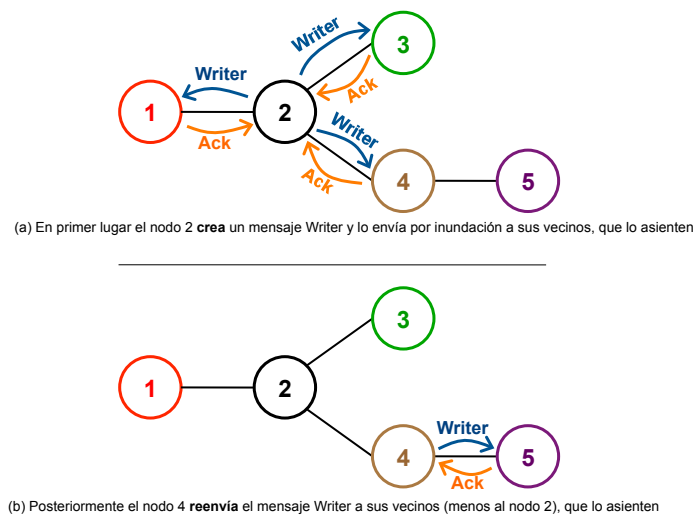 Writer
3
Writer
Ack
1
2
Ack
Writer
Ack
4
5
(a) En primer lugar el nodo 2 crea un mensaje Writer y lo envía por inundación a sus vecinos, que lo asienten
3
1
2
Writer
4
5
Ack
(b) Posteriormente el nodo 4 reenvía el mensaje Writer a sus vecinos (menos al nodo 2), que lo asienten